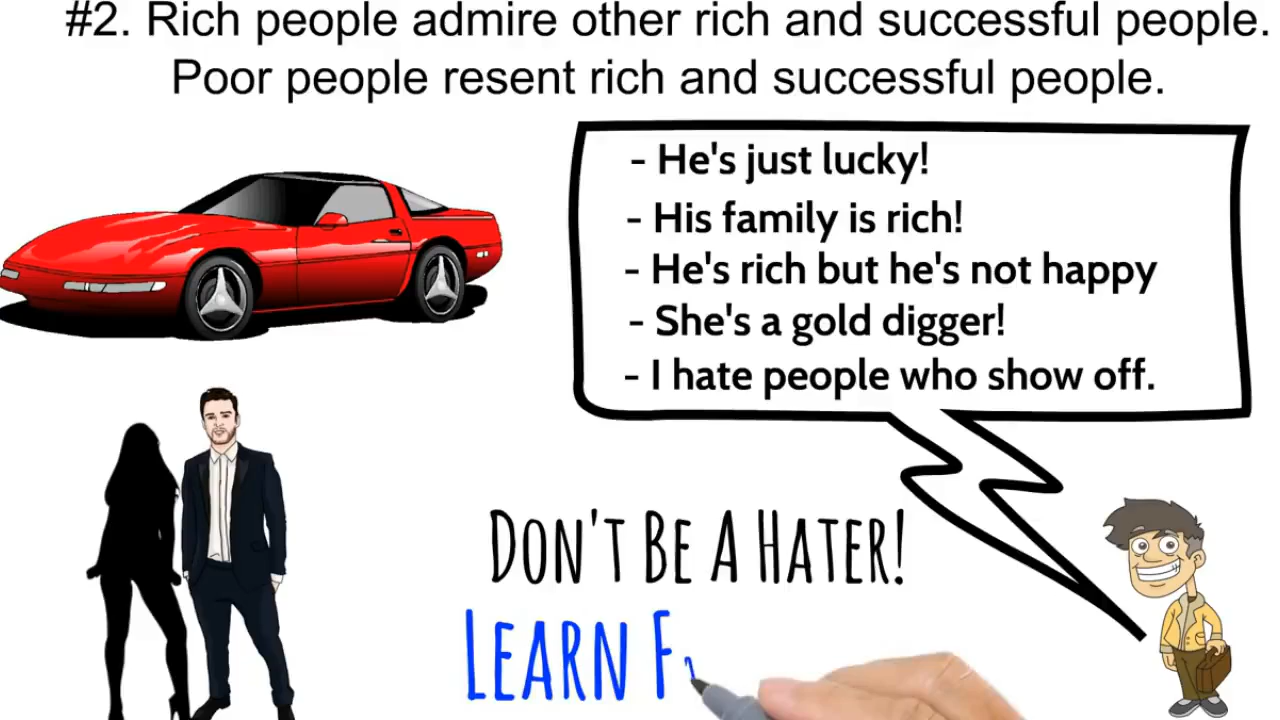 #2. Rich people admire other rich and successful people.
Poor people resent rich and successful people.
- He's just lucky!
- His family is rich!
- He's rich but he's not happy
- She's a gold digger!
- I hate people who show off.
DON'T BE A HATER!
LEARN F